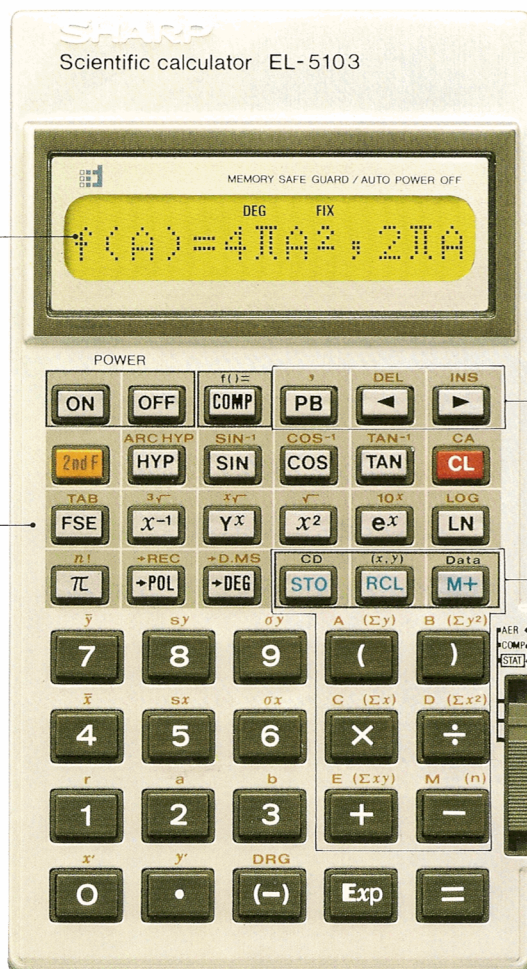 SHARP
Scientific calculator EL-5103
MEMORY SAFE GUARD / AUTO POWER OFF
DEG FIX
f(A)=4πA²,2πA
POWER
f()= , DEL INS
ON OFF COMP PB ◄ ►
ARC HYP SIN⁻¹ COS⁻¹ TAN⁻¹ CA
2nd F HYP SIN COS TAN CL
TAB ³√‾ ˣ√‾ √‾ 10ˣ LOG
FSE x⁻¹ Yˣ x² eˣ LN
n! →REC →D.MS CD (x,y) Data
π →POL →DEG STO RCL M+
ȳ sy σy A (Σy) B (Σy²)
7 8 9 ( )
AER
COMP
STAT
x̄ sx σx C (Σx) D (Σx²)
4 5 6 × ÷
r a b E (Σxy) M (n)
1 2 3 + −
x′ y′ DRG
0 • (−) Exp =